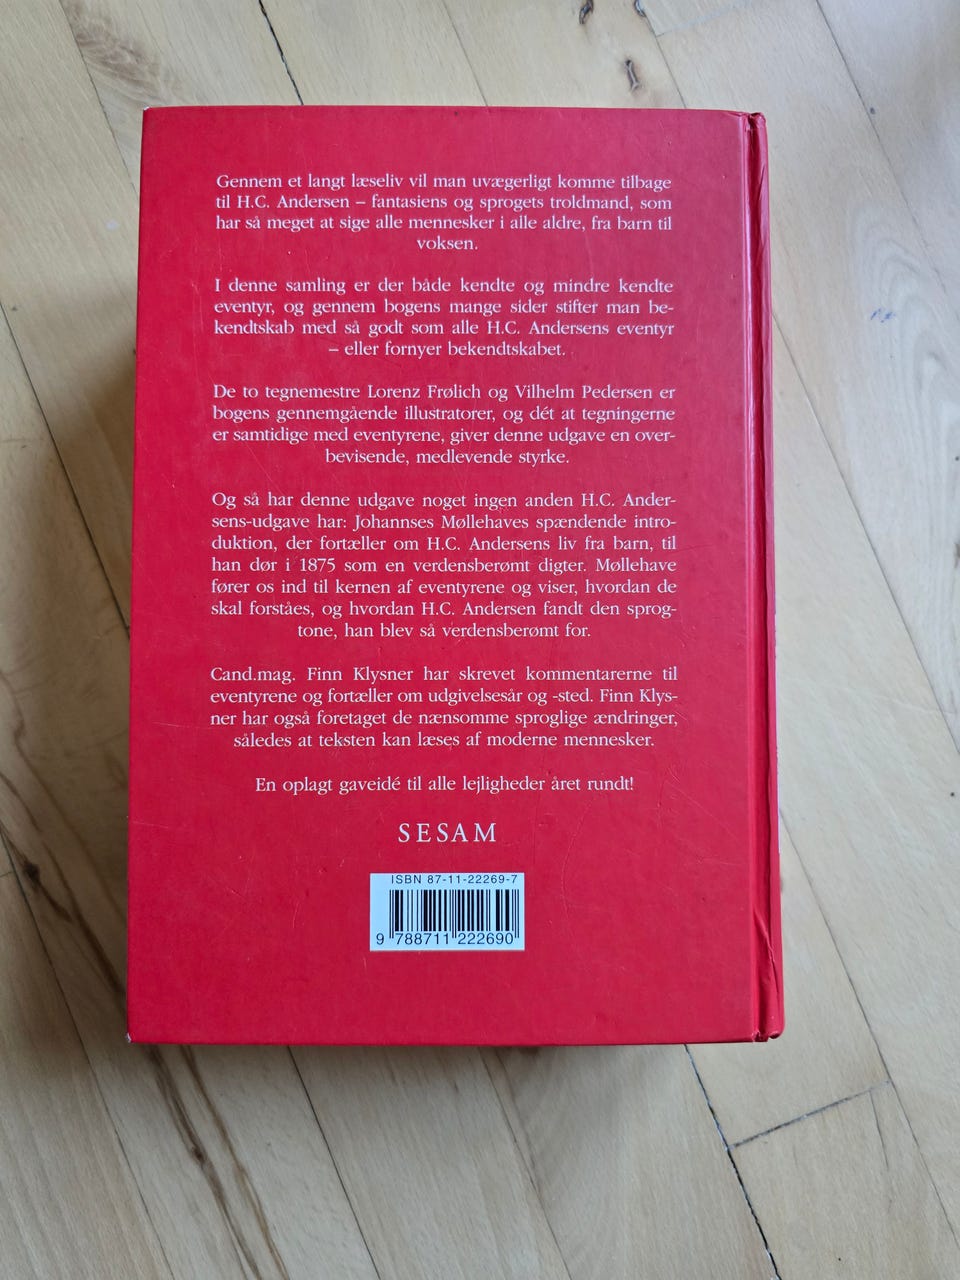 Gennem et langt læseliv vil man uvægerligt komme tilbage
til H.C. Andersen – fantasiens og sprogets troldmand, som
har så meget at sige alle mennesker i alle aldre, fra barn til
voksen.
I denne samling er der både kendte og mindre kendte
eventyr, og gennem bogens mange sider stifter man be-
kendtskab med så godt som alle H.C. Andersens eventyr
– eller fornyer bekendtskabet.
De to tegnemestre Lorenz Frølich og Vilhelm Pedersen er
bogens gennemgående illustratorer, og dét at tegningerne
er samtidige med eventyrene, giver denne udgave en over-
bevisende, medlevende styrke.
Og så har denne udgave noget ingen anden H.C. Ander-
sens-udgave har: Johannses Møllehaves spændende intro-
duktion, der fortæller om H.C. Andersens liv fra barn, til
han dør i 1875 som en verdensberømt digter. Møllehave
fører os ind til kernen af eventyrene og viser, hvordan de
skal forståes, og hvordan H.C. Andersen fandt den sprog-
tone, han blev så verdensberømt for.
Cand.mag. Finn Klysner har skrevet kommentarerne til
eventyrene og fortæller om udgivelsesår og -sted. Finn Klys-
ner har også foretaget de nænsomme sproglige ændringer,
således at teksten kan læses af moderne mennesker.
En oplagt gaveidé til alle lejligheder året rundt!
SESAM
ISBN 87-11-22269-7
9 788711 222690